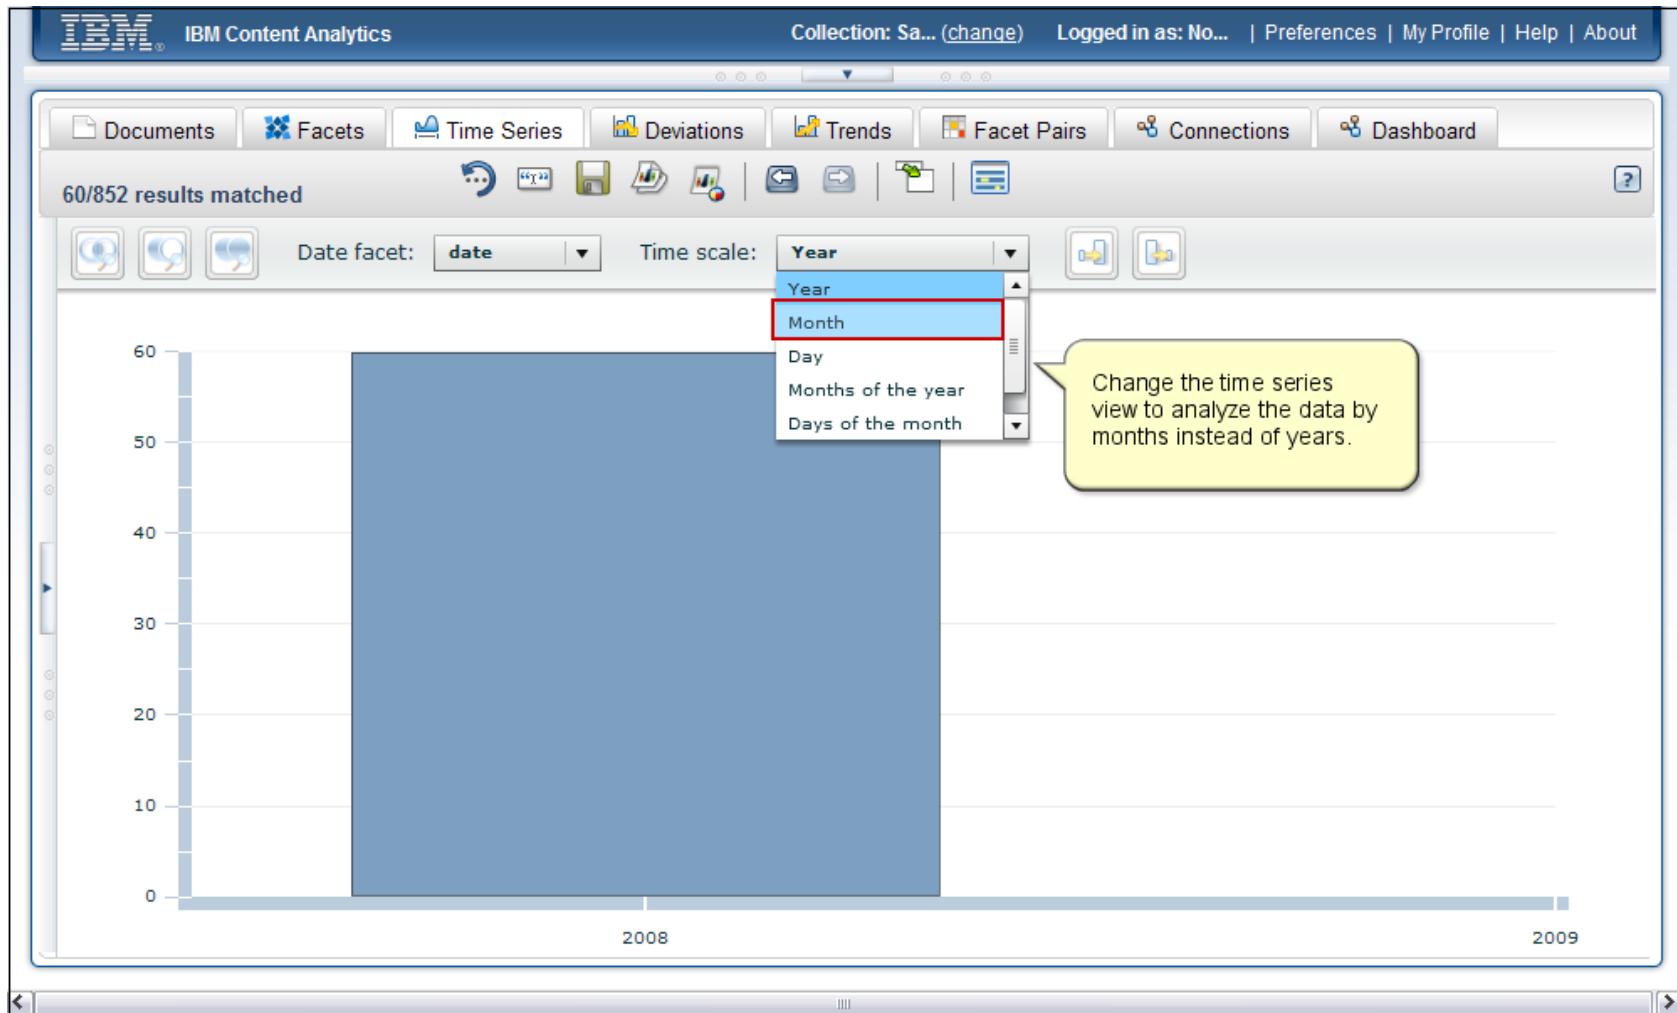 IBM® IBM Content Analytics Collection: Sa... (change) Logged in as: No... | Preferences | My Profile | Help | About
Documents Facets Time Series Deviations Trends Facet Pairs Connections Dashboard
60/852 results matched
Date facet: date Time scale: Year
Year
Month
Day
Months of the year
Days of the month
Change the time series
view to analyze the data by
months instead of years.
60
50
40
30
20
10
0
2008 2009